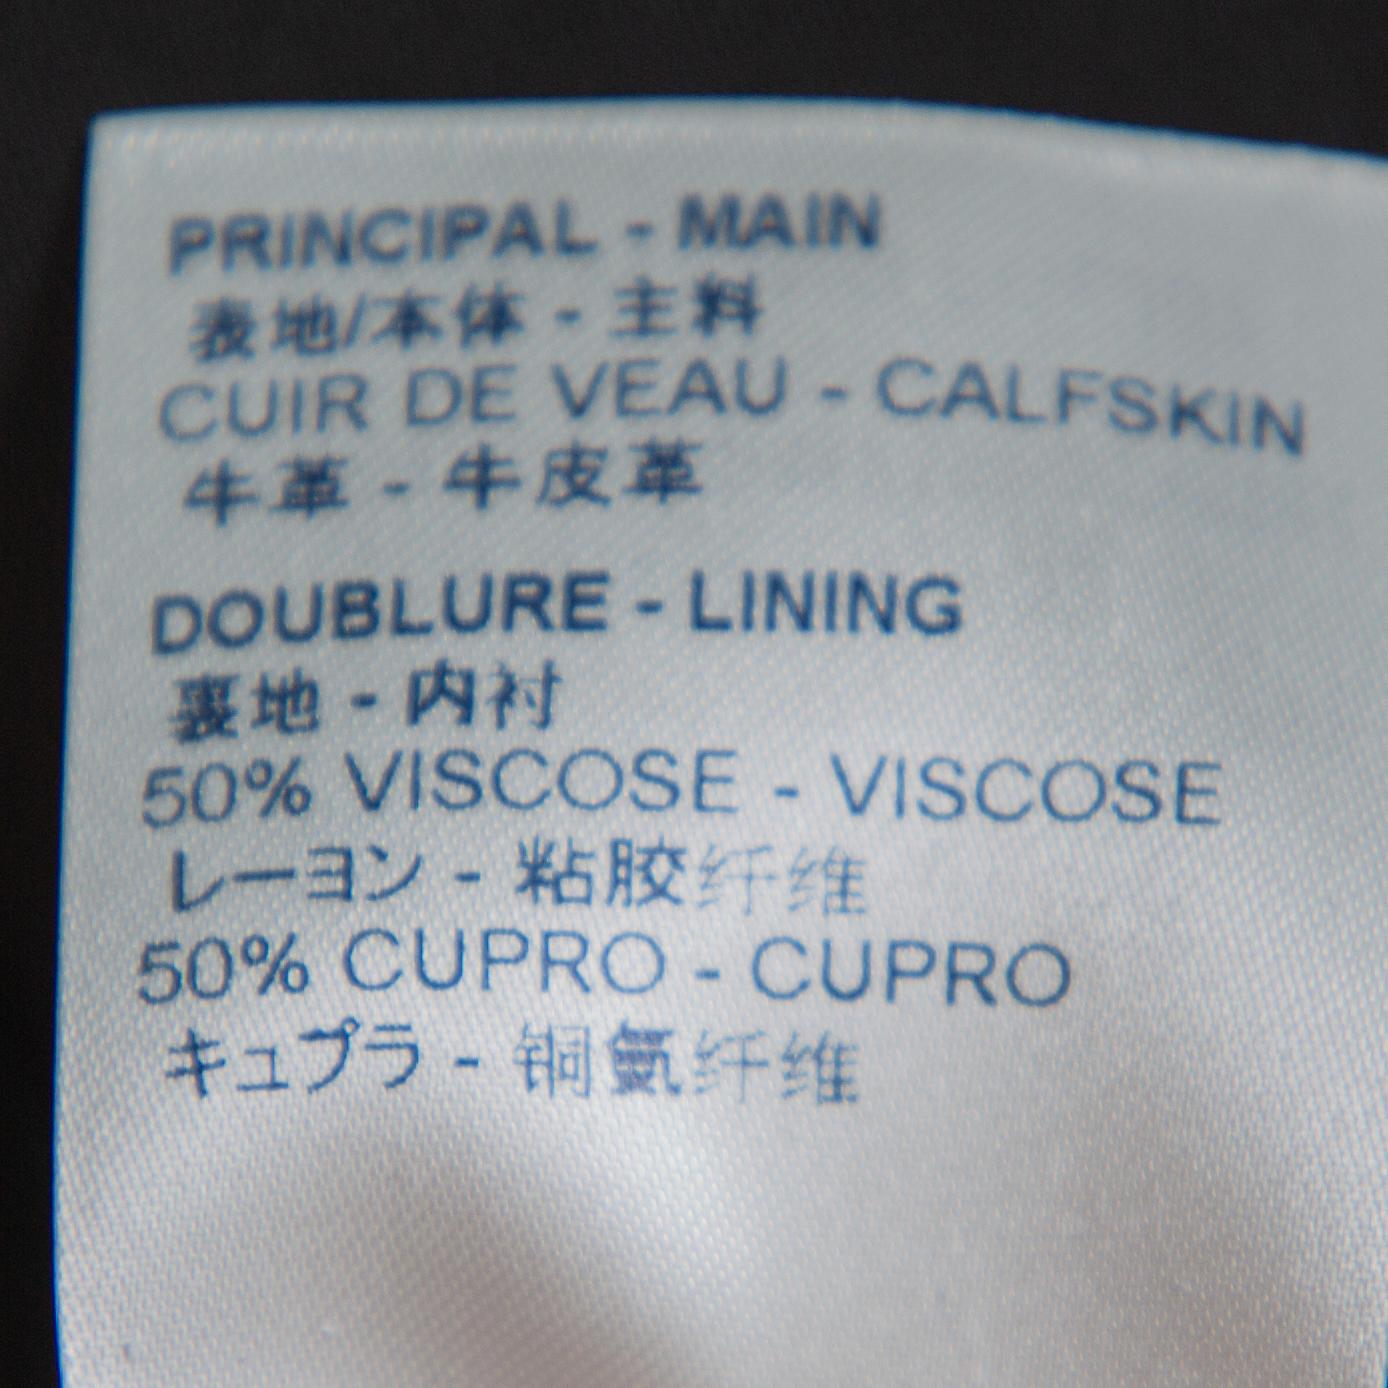 PRINCIPAL - MAIN
表地/本体 - 主料
CUIR DE VEAU - CALFSKIN
牛革 - 牛皮革
DOUBLURE - LINING
裏地 - 内衬
50% VISCOSE - VISCOSE
レーヨン - 粘胶纤维
50% CUPRO - CUPRO
キュプラ - 铜氨纤维